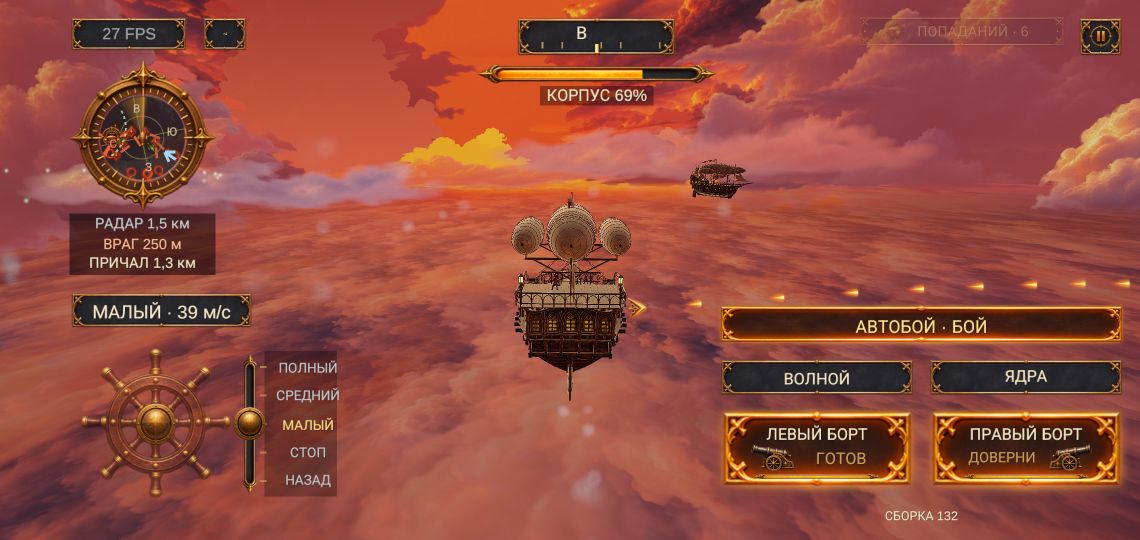 27 FPS
~
В
ПОПАДАНИЙ · 6
КОРПУС 69%
В
Ю
З
РАДАР 1,5 км
ВРАГ 250 м
ПРИЧАЛ 1,3 км
МАЛЫЙ · 39 м/с
ПОЛНЫЙ
СРЕДНИЙ
МАЛЫЙ
СТОП
НАЗАД
АВТОБОЙ · БОЙ
ВОЛНОЙ
ЯДРА
ЛЕВЫЙ БОРТ
ГОТОВ
ПРАВЫЙ БОРТ
ДОВЕРНИ
СБОРКА 132